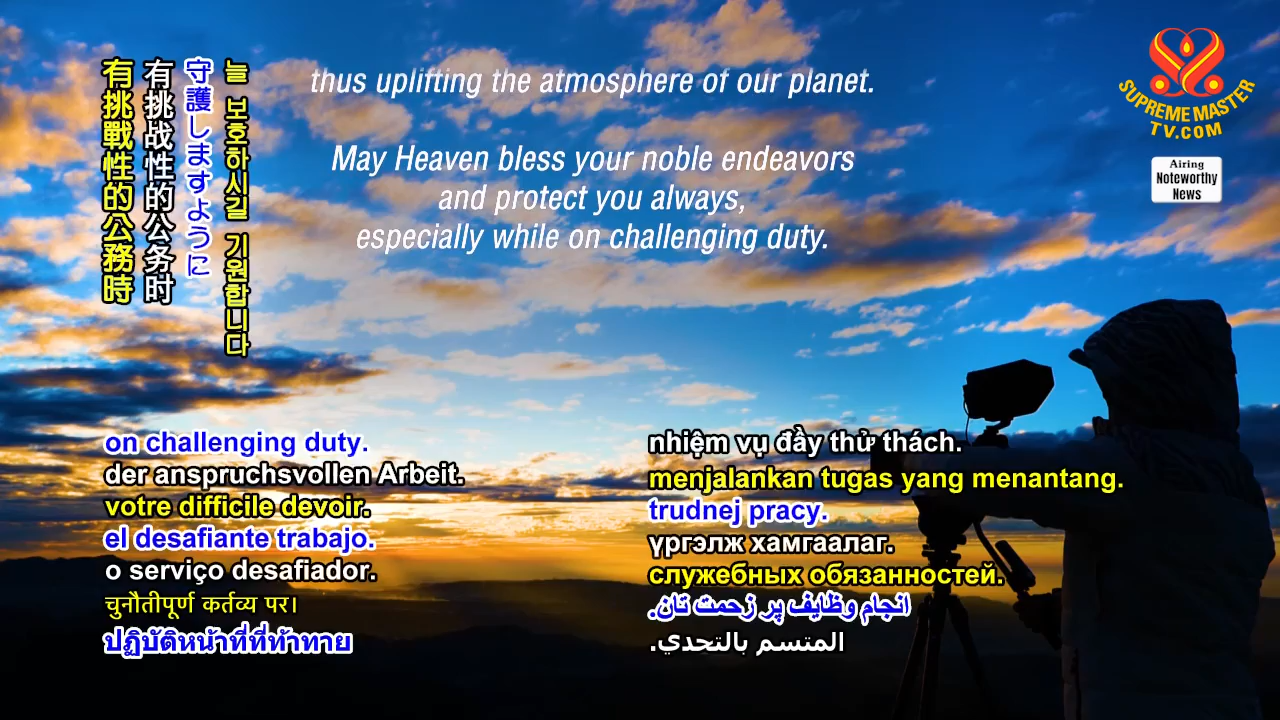 thus uplifting the atmosphere of our planet.
May Heaven bless your noble endeavors
and protect you always,
especially while on challenging duty.
SUPREME MASTER
TV.COM
Airing
Noteworthy
News
늘 보호하시길 기원합니다
守護しますように
有挑战性的公务时
有挑戰性的公務時
on challenging duty.
der anspruchsvollen Arbeit.
votre difficile devoir.
el desafiante trabajo.
o serviço desafiador.
चुनौतीपूर्ण कर्तव्य पर।
ปฏิบัติหน้าที่ที่ท้าทาย
nhiệm vụ đầy thử thách.
menjalankan tugas yang menantang.
trudnej pracy.
үргэлж хамгаалаг.
служебных обязанностей.
انجام وظایف پر زحمت تان.
المتسم بالتحدي.